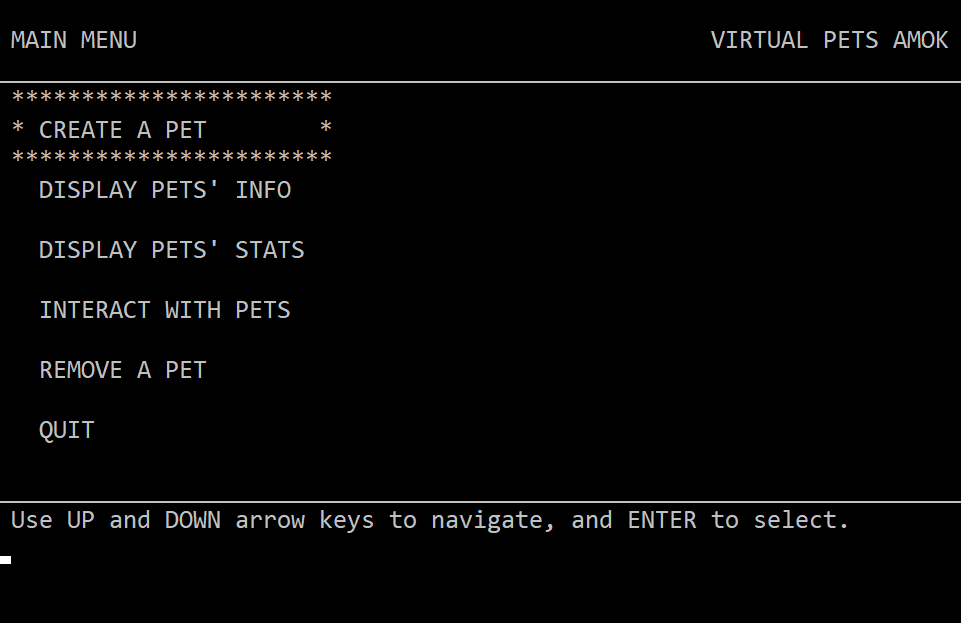 MAIN MENU VIRTUAL PETS AMOK
***********************
* CREATE A PET        *
***********************
DISPLAY PETS' INFO
DISPLAY PETS' STATS
INTERACT WITH PETS
REMOVE A PET
QUIT
Use UP and DOWN arrow keys to navigate, and ENTER to select.